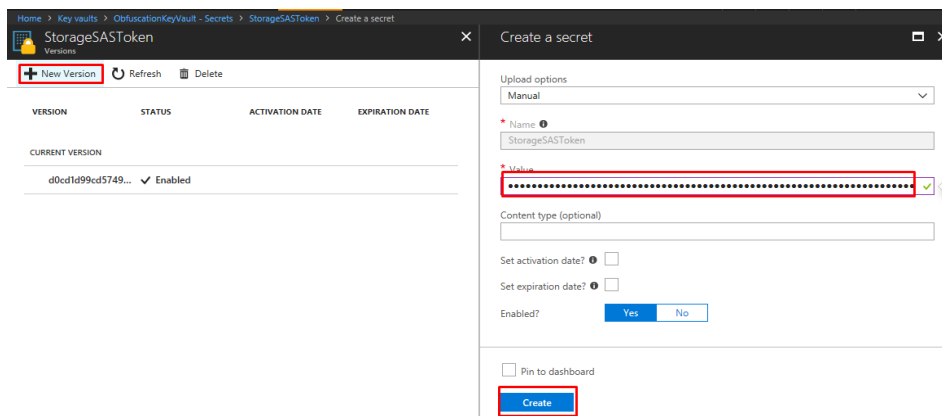 Home > Key vaults > ObfuscationKeyVault - Secrets > StorageSASToken > Create a secret
StorageSASToken
Versions
New Version Refresh Delete
VERSION STATUS ACTIVATION DATE EXPIRATION DATE
CURRENT VERSION
d0cd1d99cd5749... Enabled
Create a secret
Upload options
Manual
* Name
StorageSASToken
* Value
Content type (optional)
Set activation date?
Set expiration date?
Enabled? Yes No
Pin to dashboard
Create